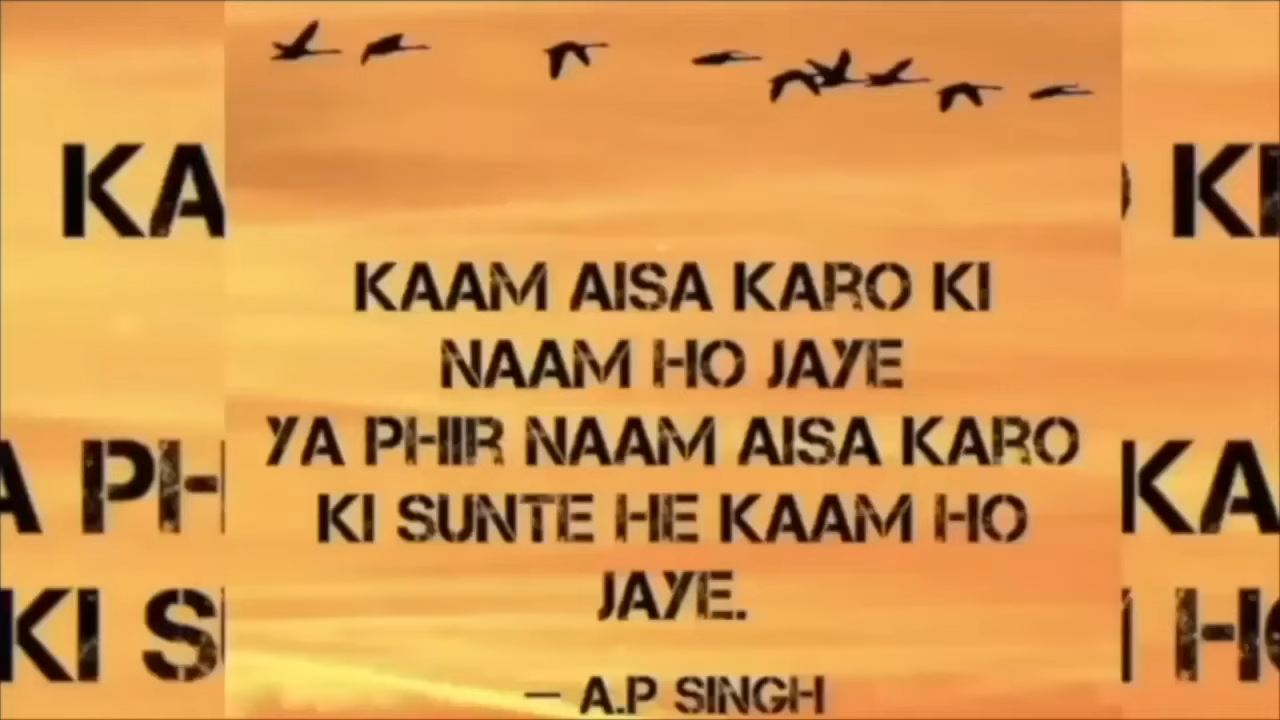 KAAM AISA KARO KI
NAAM HO JAYE
YA PHIR NAAM AISA KARO
KI SUNTE HE KAAM HO
JAYE.
— A.P SINGH